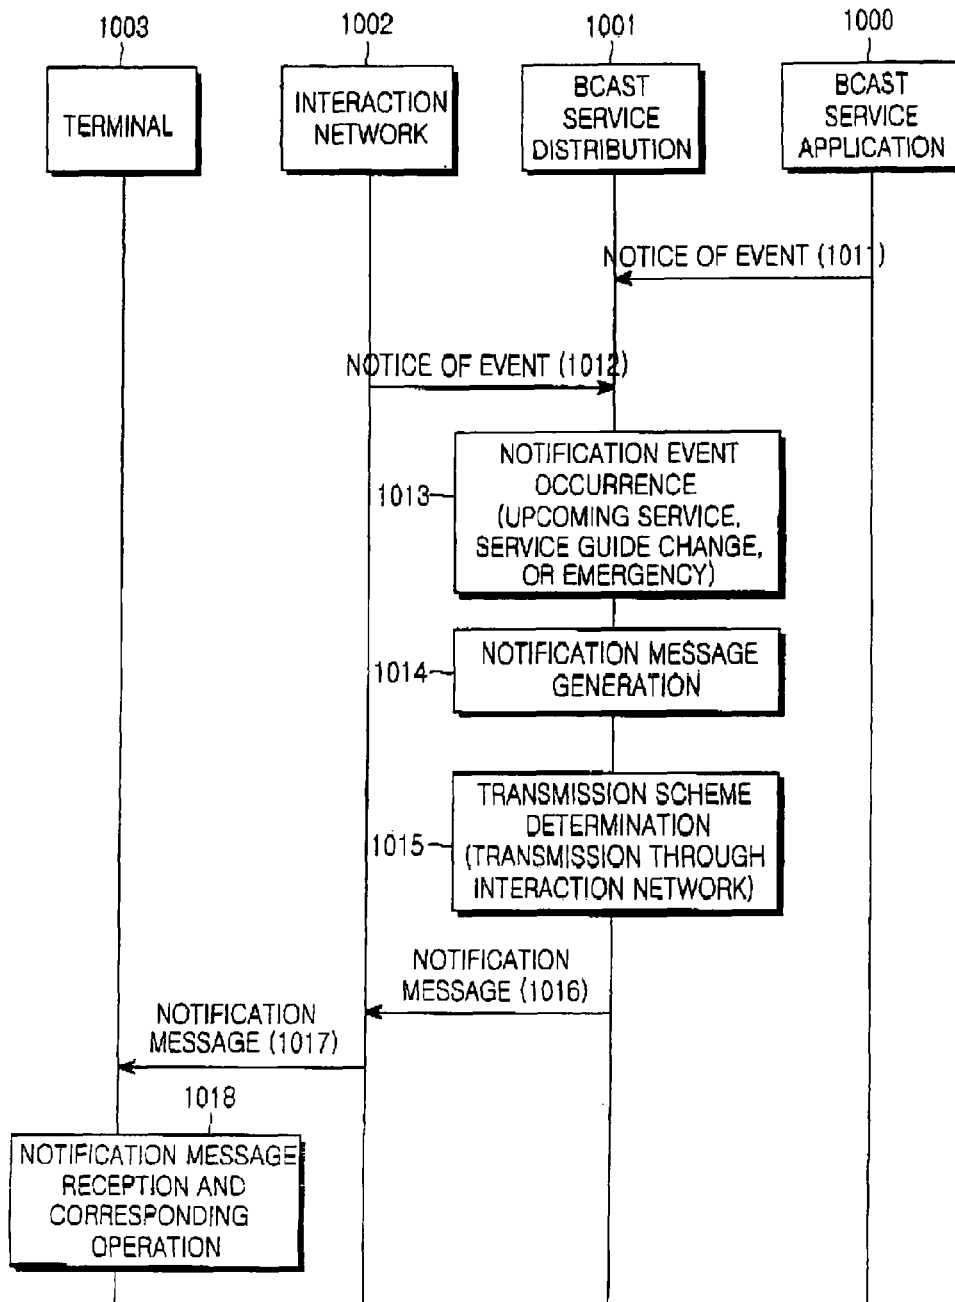 1003
1002
1001
1000
TERMINAL
INTERACTION
NETWORK
BCAST
SERVICE
DISTRIBUTION
BCAST
SERVICE
APPLICATION
NOTICE OF EVENT (1011)
NOTICE OF EVENT (1012)
1013
NOTIFICATION EVENT
OCCURRENCE
(UPCOMING SERVICE,
SERVICE GUIDE CHANGE,
OR EMERGENCY)
1014
NOTIFICATION MESSAGE
GENERATION
1015
TRANSMISSION SCHEME
DETERMINATION
(TRANSMISSION THROUGH
INTERACTION NETWORK)
NOTIFICATION
MESSAGE (1016)
NOTIFICATION
MESSAGE (1017)
1018
NOTIFICATION MESSAGE
RECEPTION AND
CORRESPONDING
OPERATION